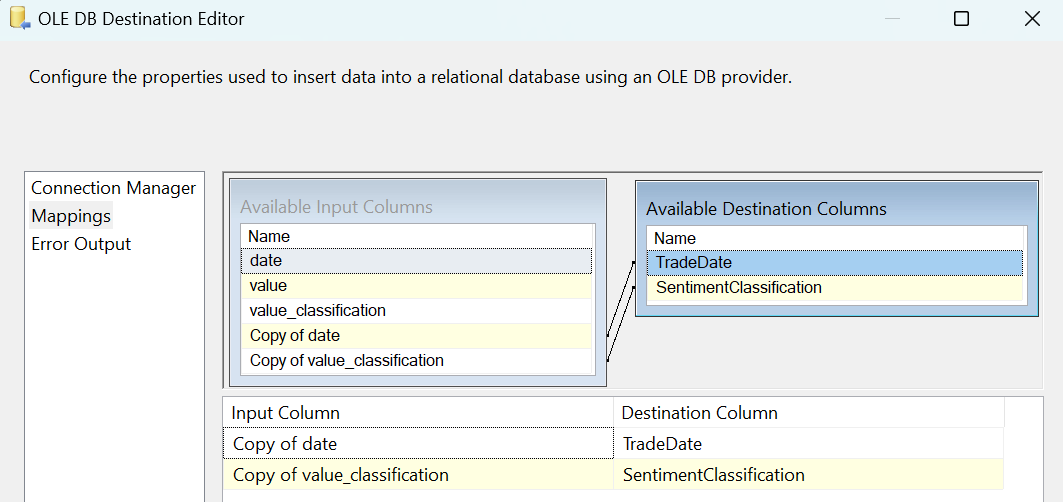 OLE DB Destination Editor
Configure the properties used to insert data into a relational database using an OLE DB provider.
Connection Manager
Mappings
Error Output
Available Input Columns
Name
date
value
value_classification
Copy of date
Copy of value_classification
Available Destination Columns
Name
TradeDate
SentimentClassification
Input Column Destination Column
Copy of date TradeDate
Copy of value_classification SentimentClassification